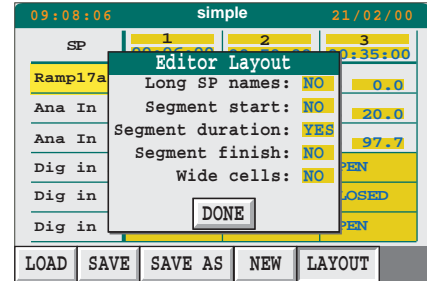 09:08:06 simple 21/02/00
SP 1 2 3
:35:00
Editor Layout
Ramp17a Long SP names: NO 0.0
Ana In Segment start: NO 20.0
Segment duration: YES
Ana In 97.7
Segment finish: NO
Dig in PEN
Wide cells: NO
Dig in LOSED
DONE
Dig in PEN
LOAD SAVE SAVE AS NEW LAYOUT